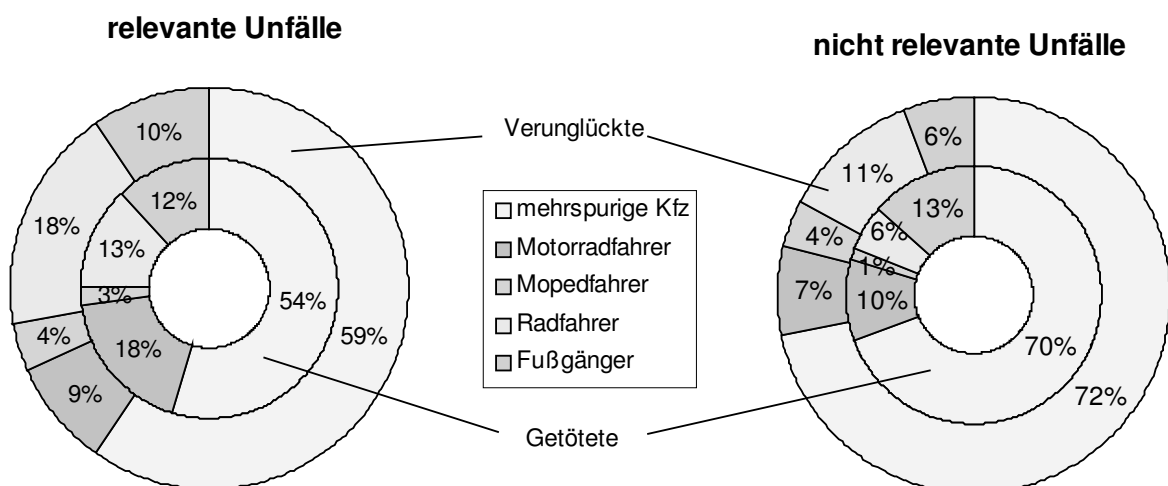 relevante Unfälle
nicht relevante Unfälle
Verunglückte
10%
12%
18%
13%
3%
4%
18%
9%
54%
59%
mehrspurige Kfz
Motorradfahrer
Mopedfahrer
Radfahrer
Fußgänger
Getötete
6%
11%
13%
6%
4%
1%
7%
10%
70%
72%